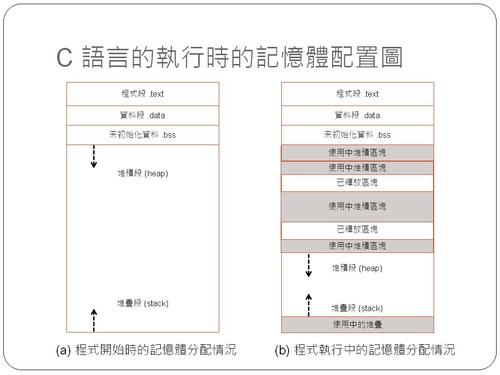 C 語言的執行時的記憶體配置圖
程式段 .text
資料段 .data
未初始化資料 .bss
堆積段 (heap)
堆疊段 (stack)
(a) 程式開始時的記憶體分配情況
程式段 .text
資料段 .data
未初始化資料 .bss
使用中堆積區塊
使用中堆積區塊
已釋放區塊
使用中堆積區塊
已釋放區塊
使用中堆積區塊
堆積段 (heap)
堆疊段 (stack)
使用中的堆疊
(b) 程式執行中的記憶體分配情況